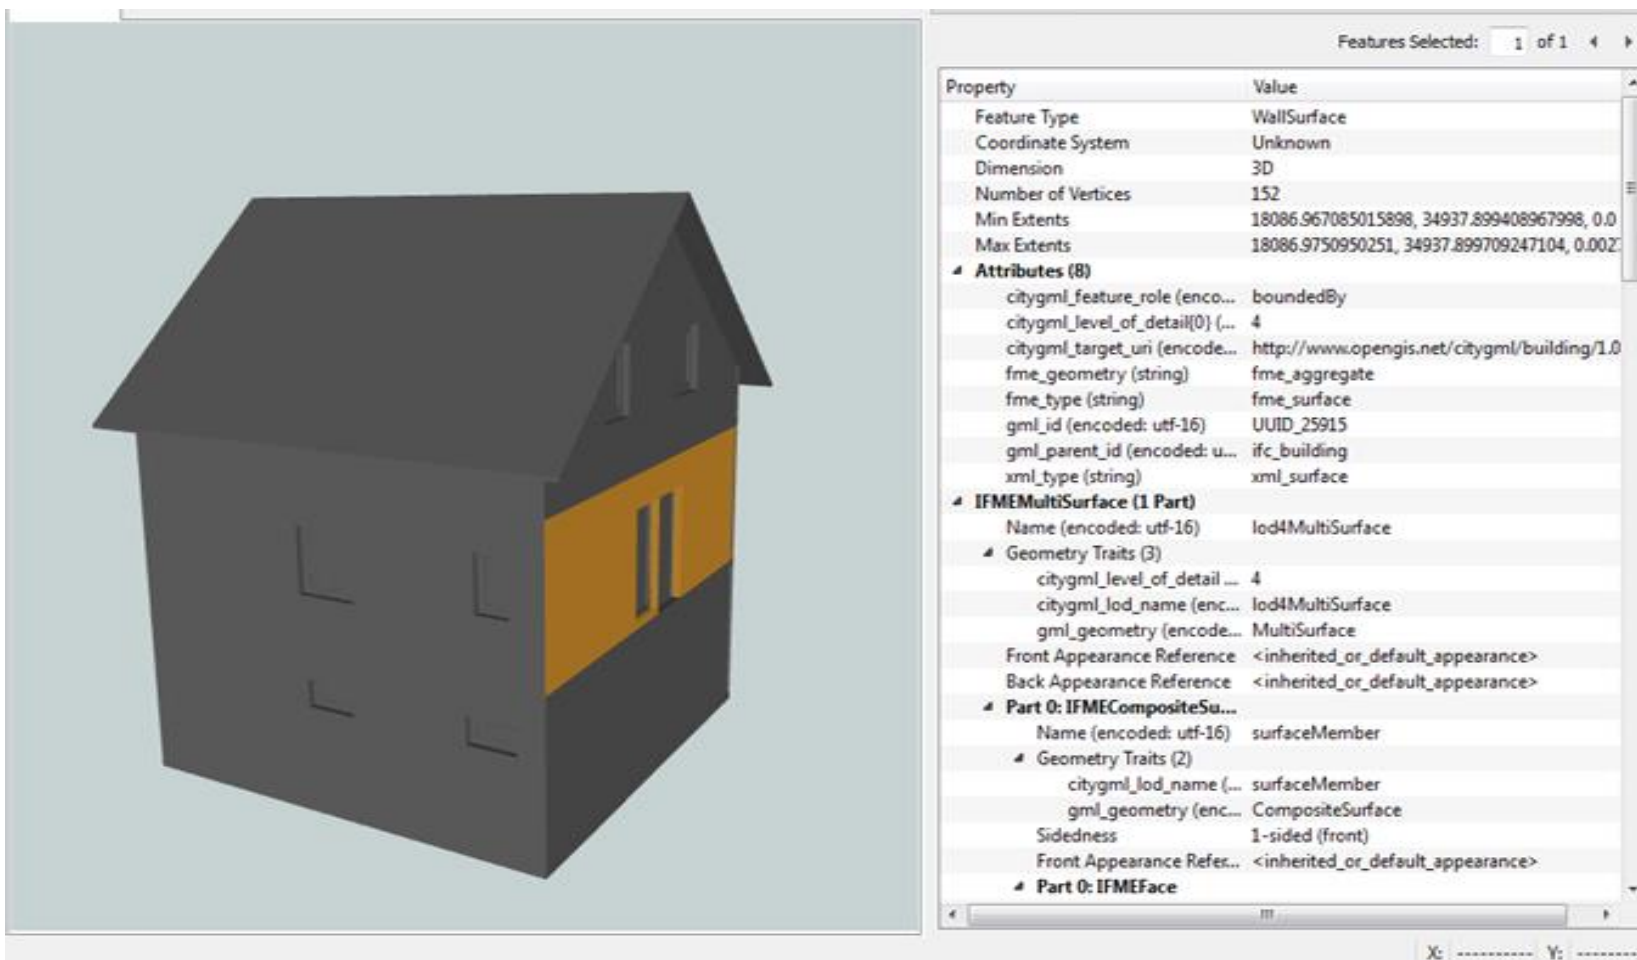 Features Selected: 1 of 1
Property Value
Feature Type WallSurface
Coordinate System Unknown
Dimension 3D
Number of Vertices 152
Min Extents 18086.967085015898, 34937.899408967998, 0.0
Max Extents 18086.9750950251, 34937.899709247104, 0.002
Attributes (8)
citygml_feature_role (enco... boundedBy
citygml_level_of_detail{0} (... 4
citygml_target_uri (encode... http://www.opengis.net/citygml/building/1.0
fme_geometry (string) fme_aggregate
fme_type (string) fme_surface
gml_id (encoded: utf-16) UUID_25915
gml_parent_id (encoded: u... ifc_building
xml_type (string) xml_surface
IFMEMultiSurface (1 Part)
Name (encoded: utf-16) lod4MultiSurface
Geometry Traits (3)
citygml_level_of_detail ... 4
citygml_lod_name (enc... lod4MultiSurface
gml_geometry (encode... MultiSurface
Front Appearance Reference <inherited_or_default_appearance>
Back Appearance Reference <inherited_or_default_appearance>
Part 0: IFMECompositeSu...
Name (encoded: utf-16) surfaceMember
Geometry Traits (2)
citygml_lod_name (... surfaceMember
gml_geometry (enc... CompositeSurface
Sidedness 1-sided (front)
Front Appearance Refer... <inherited_or_default_appearance>
Part 0: IFMEFace
X: ---------- Y: --------